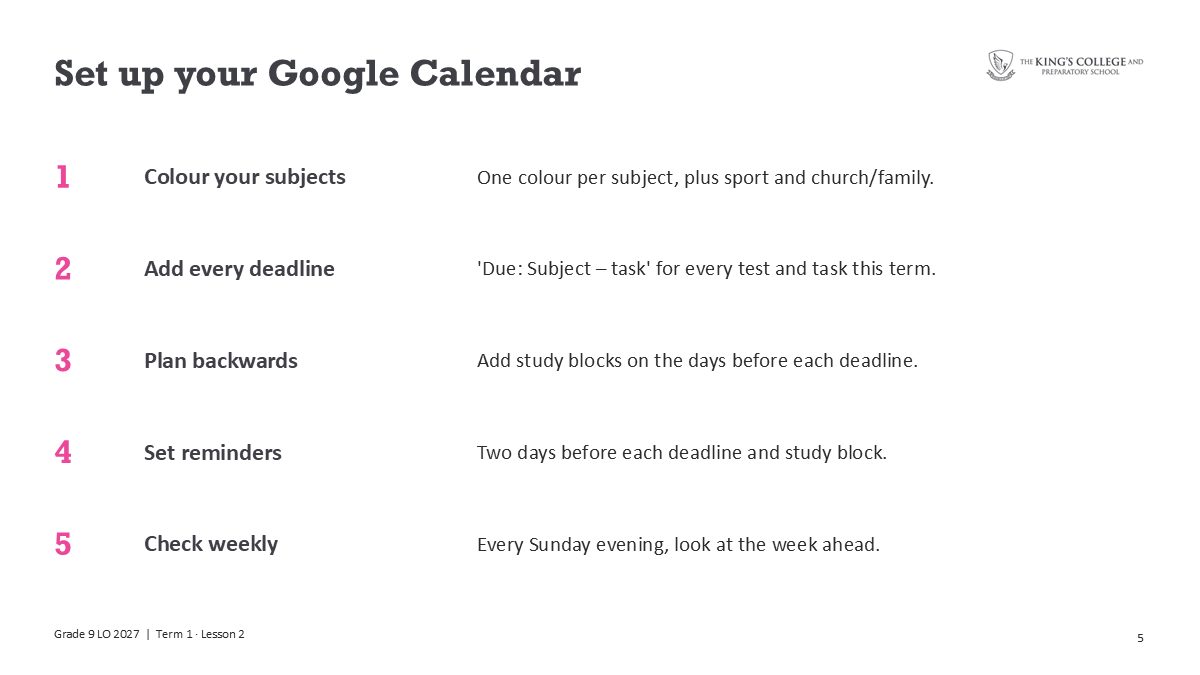 Set up your Google Calendar
THE KING'S COLLEGE AND
PREPARATORY SCHOOL
1 Colour your subjects One colour per subject, plus sport and church/family.
2 Add every deadline 'Due: Subject – task' for every test and task this term.
3 Plan backwards Add study blocks on the days before each deadline.
4 Set reminders Two days before each deadline and study block.
5 Check weekly Every Sunday evening, look at the week ahead.
Grade 9 LO 2027 | Term 1 · Lesson 2
5